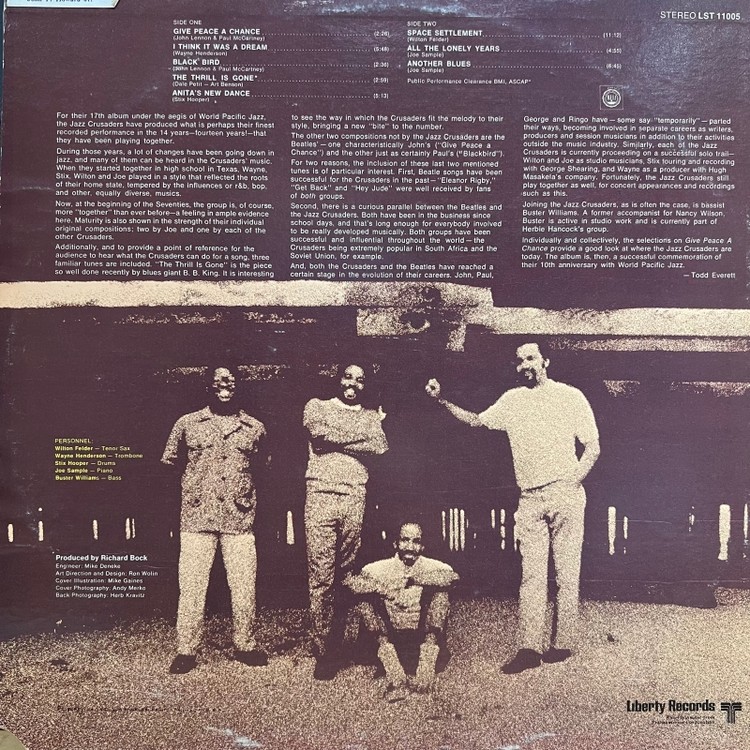 STEREO LST 11005
SIDE ONE
GIVE PEACE A CHANCE (2:26)
(John Lennon & Paul McCartney)
I THINK IT WAS A DREAM (5:48)
(Wayne Henderson)
BLACK BIRD (2:30)
(John Lennon & Paul McCartney)
THE THRILL IS GONE* (2:59)
(Dale Petit — Art Benson)
ANITA'S NEW DANCE (5:13)
(Stix Hooper)
SIDE TWO
SPACE SETTLEMENT (11:12)
(Wilton Felder)
ALL THE LONELY YEARS (4:55)
(Joe Sample)
ANOTHER BLUES (6:45)
(Joe Sample)
Public Performance Clearance BMI, ASCAP*
For their 17th album under the aegis of World Pacific Jazz,
the Jazz Crusaders have produced what is perhaps their finest
recorded performance in the 14 years—fourteen years!—that
they have been playing together.
During those years, a lot of changes have been going down in
jazz, and many of them can be heard in the Crusaders' music.
When they started together in high school in Texas, Wayne,
Stix, Wilton and Joe played in a style that reflected the roots
of their home state, tempered by the influences or r&b, bop,
and other, equally diverse, musics.
Now, at the beginning of the Seventies, the group is, of course,
more "together" than ever before—a feeling in ample evidence
here. Maturity is also shown in the strength of their individual
original compositions; two by Joe and one by each of the
other Crusaders.
Additionally, and to provide a point of reference for the
audience to hear what the Crusaders can do for a song, three
familiar tunes are included. "The Thrill Is Gone" is the piece
so well done recently by blues giant B. B. King. It is interesting
to see the way in which the Crusaders fit the melody to their
style, bringing a new "bite" to the number.
The other two compositions not by the Jazz Crusaders are the
Beatles' — one characteristically John's ("Give Peace a
Chance") and the other just as certainly Paul's ("Blackbird").
For two reasons, the inclusion of these last two mentioned
tunes is of particular interest. First, Beatle songs have been
successful for the Crusaders in the past — "Eleanor Rigby,"
"Get Back" and "Hey Jude" were well received by fans
of both groups.
Second, there is a curious parallel between the Beatles and
the Jazz Crusaders. Both have been in the business since
school days, and that's long enough for everybody involved
to be really developed musically. Both groups have been
successful and influential throughout the world — the
Crusaders being extremely popular in South Africa and the
Soviet Union, for example.
And, both the Crusaders and the Beatles have reached a
certain stage in the evolution of their careers. John, Paul,
George and Ringo have — some say "temporarily" — parted
their ways, becoming involved in separate careers as writers,
producers and session musicians in addition to their activities
outside the music industry. Similarly, each of the Jazz
Crusaders is currently proceeding on a successful solo trail—
Wilton and Joe as studio musicians, Stix touring and recording
with George Shearing, and Wayne as a producer with Hugh
Masakela's company. Fortunately, the Jazz Crusaders still
play together as well, for concert appearances and recordings
such as this.
Joining the Jazz Crusaders, as is often the case, is bassist
Buster Williams. A former accompanist for Nancy Wilson,
Buster is active in studio work and is currently part of
Herbie Hancock's group.
Individually and collectively, the selections on Give Peace A
Chance provide a good look at where the Jazz Crusaders are
today. The album is, then, a successful commemoration of
their 10th anniversary with World Pacific Jazz.
— Todd Everett
PERSONNEL:
Wilton Felder — Tenor Sax
Wayne Henderson — Trombone
Stix Hooper — Drums
Joe Sample — Piano
Buster Williams — Bass
Produced by Richard Bock
Engineer: Mike Deneke
Art Direction and Design: Ron Wolin
Cover Illustration: Mike Gaines
Cover Photography: Andy Merko
Back Photography: Herb Kravitz
Liberty Records